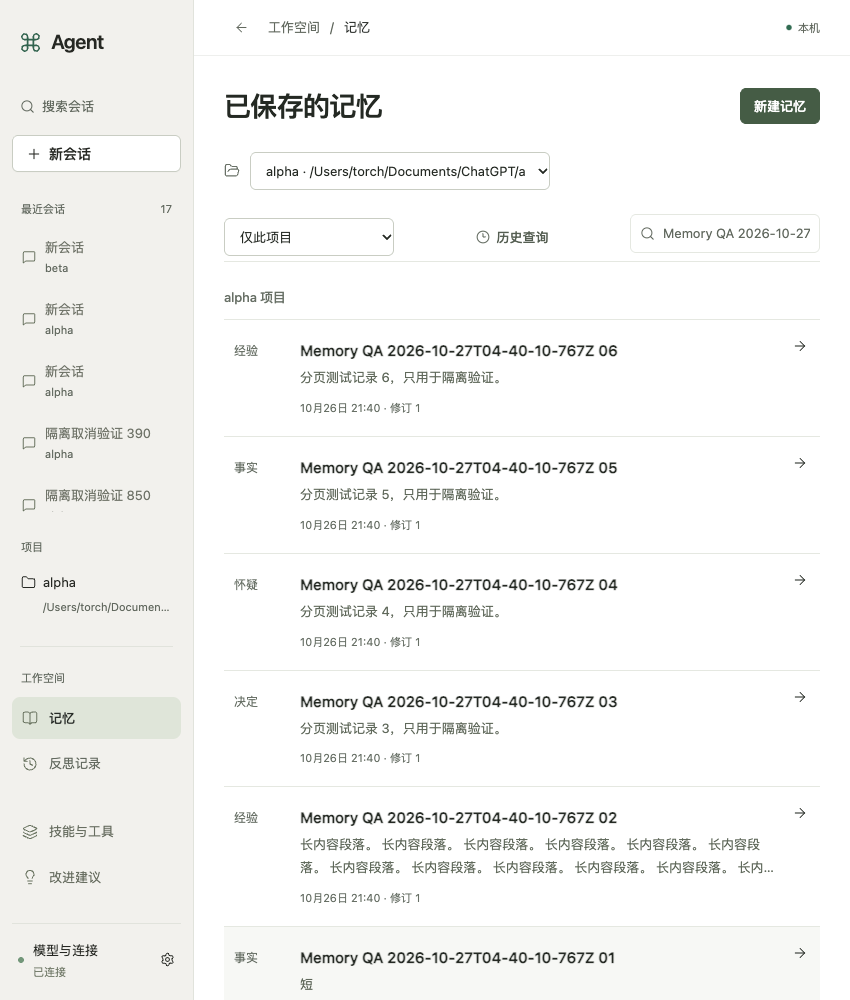 Agent
搜索会话
新会话
最近会话 17
新会话
beta
新会话
alpha
新会话
alpha
隔离取消验证 390
alpha
隔离取消验证 850
项目
alpha
/Users/torch/Documen...
工作空间
记忆
反思记录
技能与工具
改进建议
模型与连接
已连接
工作空间 / 记忆
本机
已保存的记忆
新建记忆
alpha · /Users/torch/Documents/ChatGPT/a
仅此项目
历史查询
Memory QA 2026-10-27
alpha 项目
经验
Memory QA 2026-10-27T04-40-10-767Z 06
分页测试记录 6，只用于隔离验证。
10月26日 21:40 · 修订 1
事实
Memory QA 2026-10-27T04-40-10-767Z 05
分页测试记录 5，只用于隔离验证。
10月26日 21:40 · 修订 1
怀疑
Memory QA 2026-10-27T04-40-10-767Z 04
分页测试记录 4，只用于隔离验证。
10月26日 21:40 · 修订 1
决定
Memory QA 2026-10-27T04-40-10-767Z 03
分页测试记录 3，只用于隔离验证。
10月26日 21:40 · 修订 1
经验
Memory QA 2026-10-27T04-40-10-767Z 02
长内容段落。 长内容段落。 长内容段落。 长内容段落。 长内容段落。 长内容段
落。 长内容段落。 长内容段落。 长内容段落。 长内容段落。 长内容段落。 长内...
10月26日 21:40 · 修订 1
事实
Memory QA 2026-10-27T04-40-10-767Z 01
短